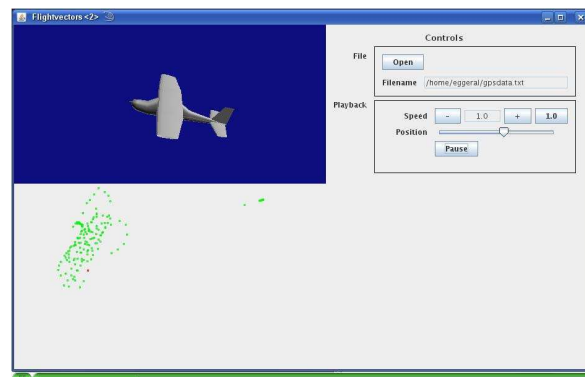 Flightvectors <2>
Controls
File
Open
Filename /home/eggeral/gpsdata.txt
Playback
Speed - 1.0 + 1.0
Position
Pause